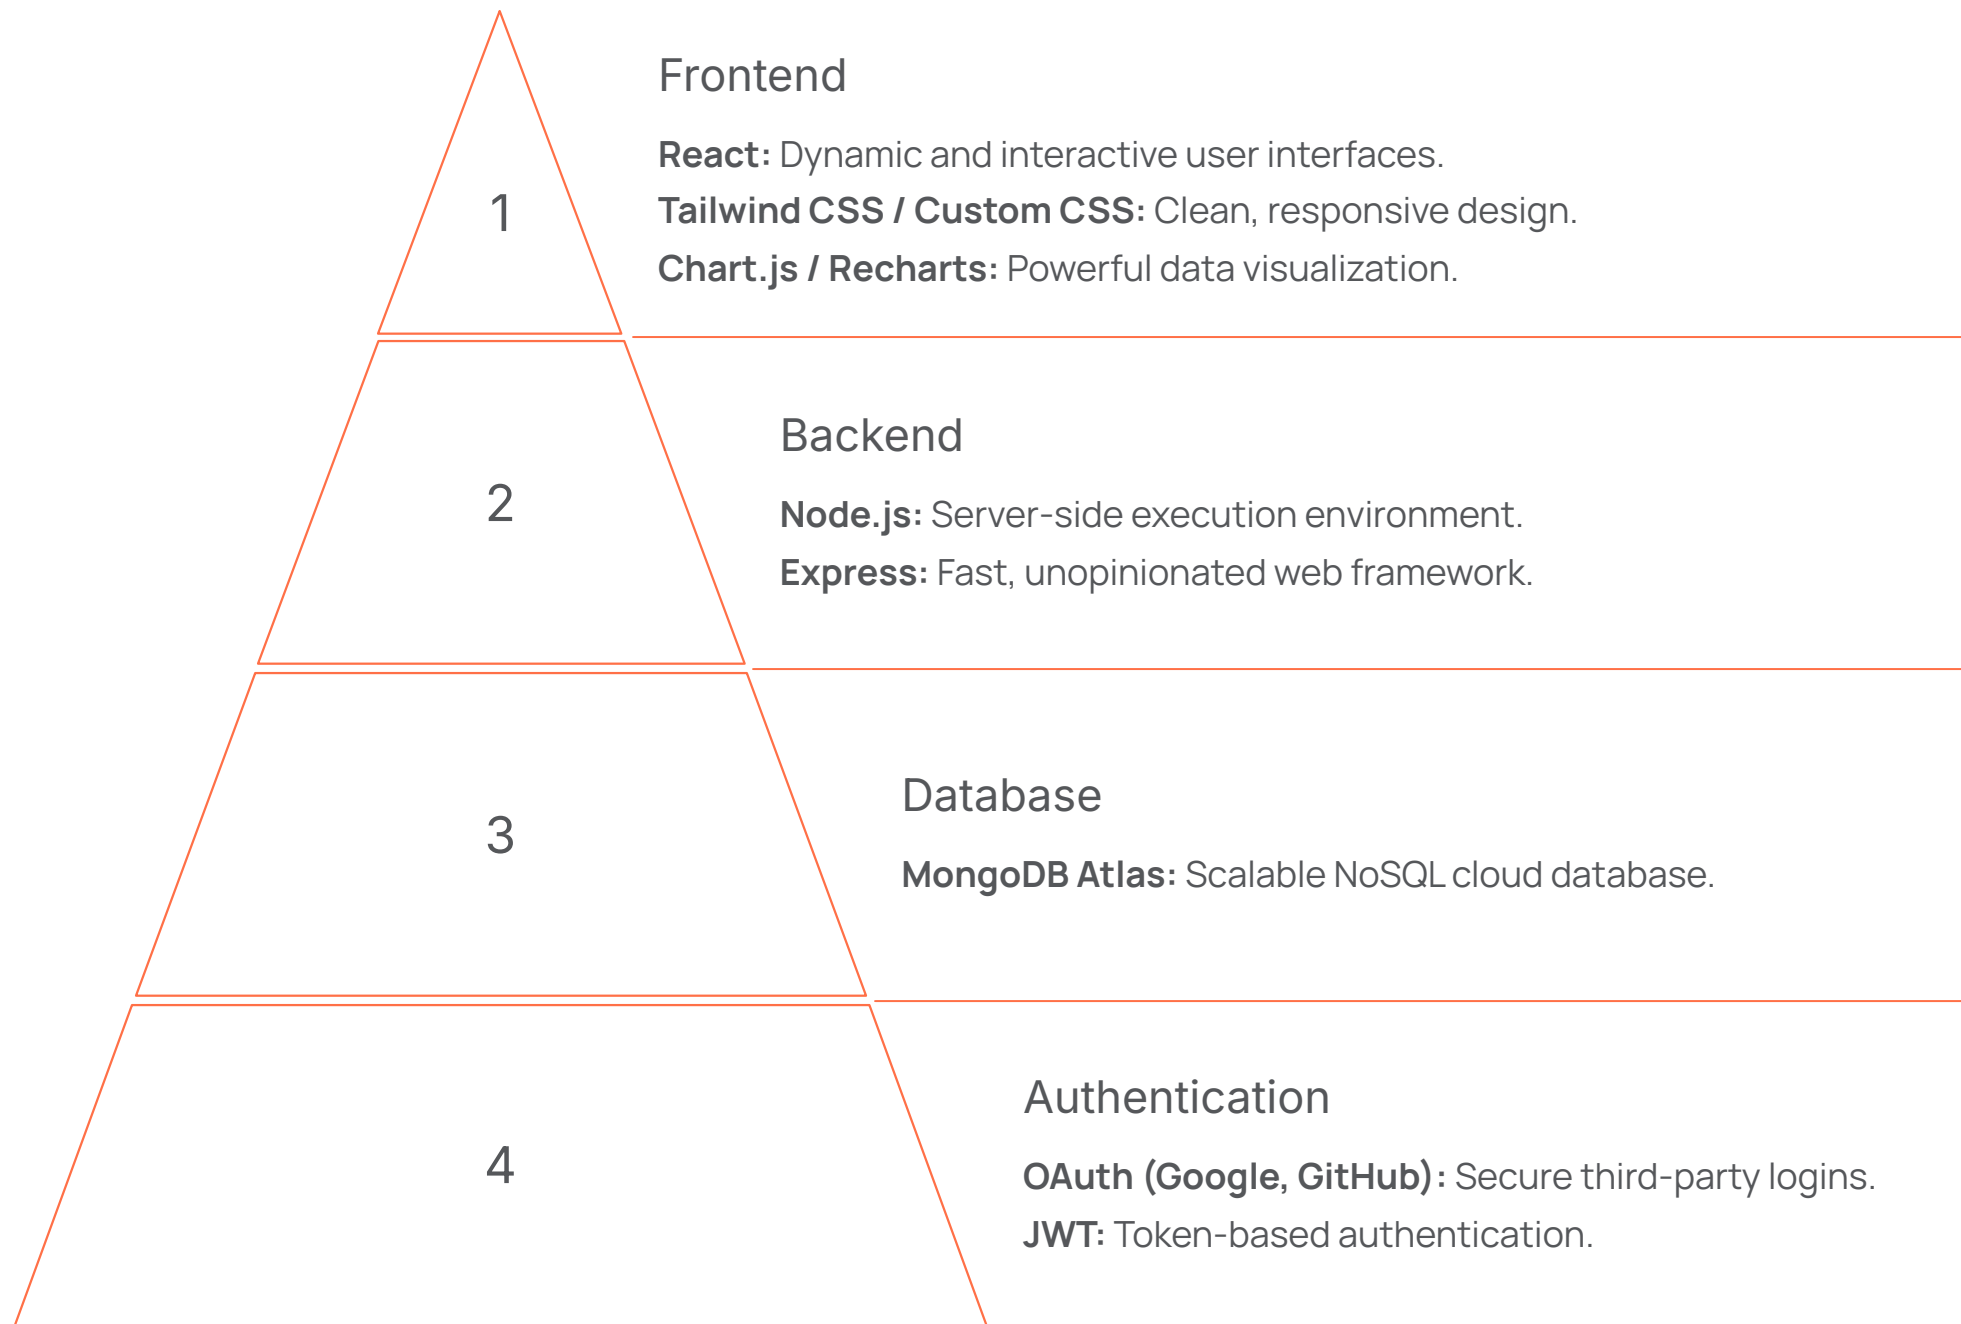 1
Frontend
React: Dynamic and interactive user interfaces.
Tailwind CSS / Custom CSS: Clean, responsive design.
Chart.js / Recharts: Powerful data visualization.
2
Backend
Node.js: Server-side execution environment.
Express: Fast, unopinionated web framework.
3
Database
MongoDB Atlas: Scalable NoSQL cloud database.
4
Authentication
OAuth (Google, GitHub): Secure third-party logins.
JWT: Token-based authentication.